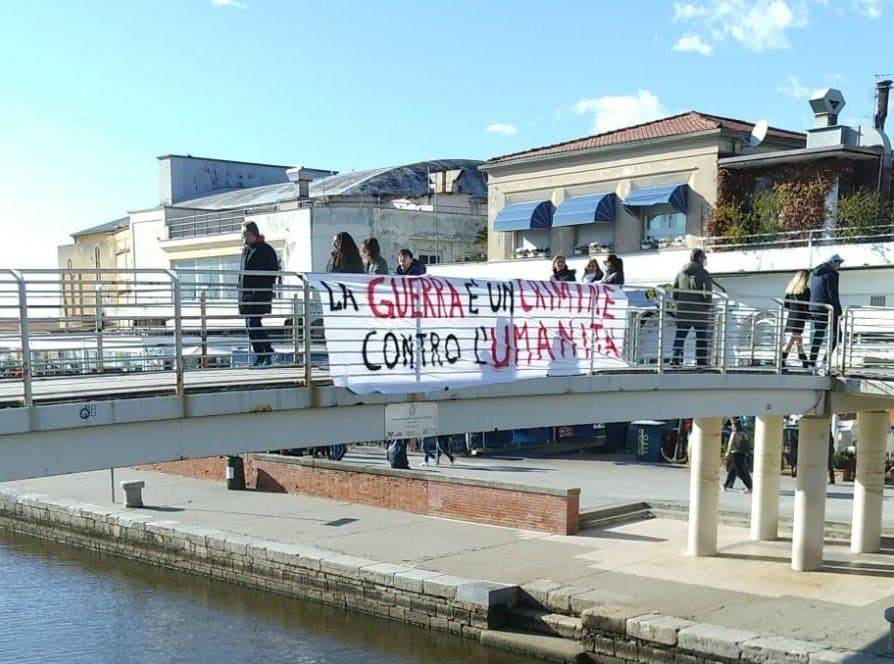 LA GUERRA É UN CRIMINE
CONTRO L'UMANITÀ